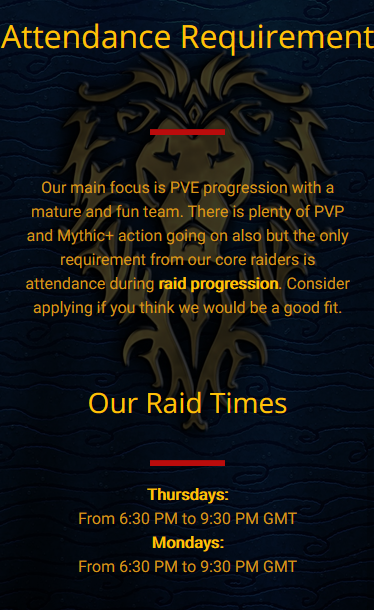 Attendance Requirement
Our main focus is PVE progression with a
mature and fun team. There is plenty of PVP
and Mythic+ action going on also but the only
requirement from our core raiders is
attendance during raid progression. Consider
applying if you think we would be a good fit.
Our Raid Times
Thursdays:
From 6:30 PM to 9:30 PM GMT
Mondays:
From 6:30 PM to 9:30 PM GMT